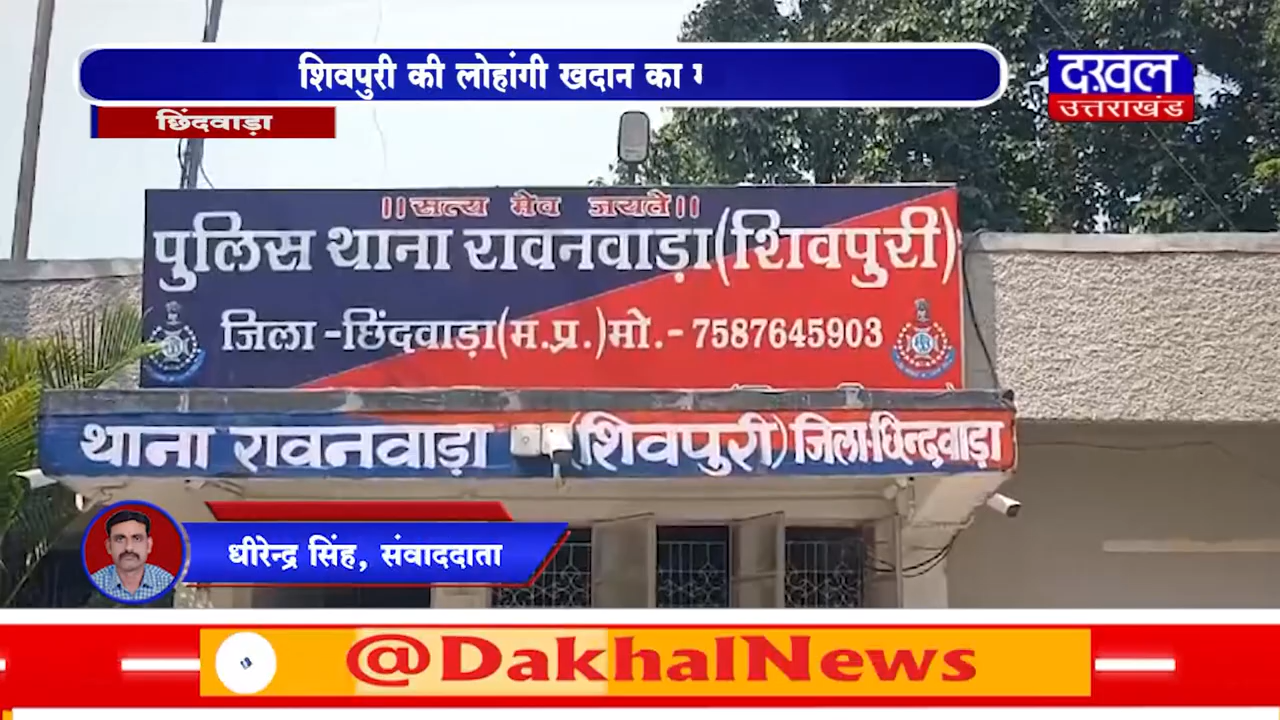 शिवपुरी की लोहांगी खदान का
दख़ल
उत्तराखंड
छिंदवाड़ा
||सत्य मेव जयते||
पुलिस थाना रावनवाड़ा(शिवपुरी)
जिला -छिंदवाड़ा(म.प्र.)मो.- 7587645903
थाना रावनवाड़ा (शिवपुरी) जिला-छिन्दवाड़ा
धीरेन्द्र सिंह, संवाददाता
@DakhalNews